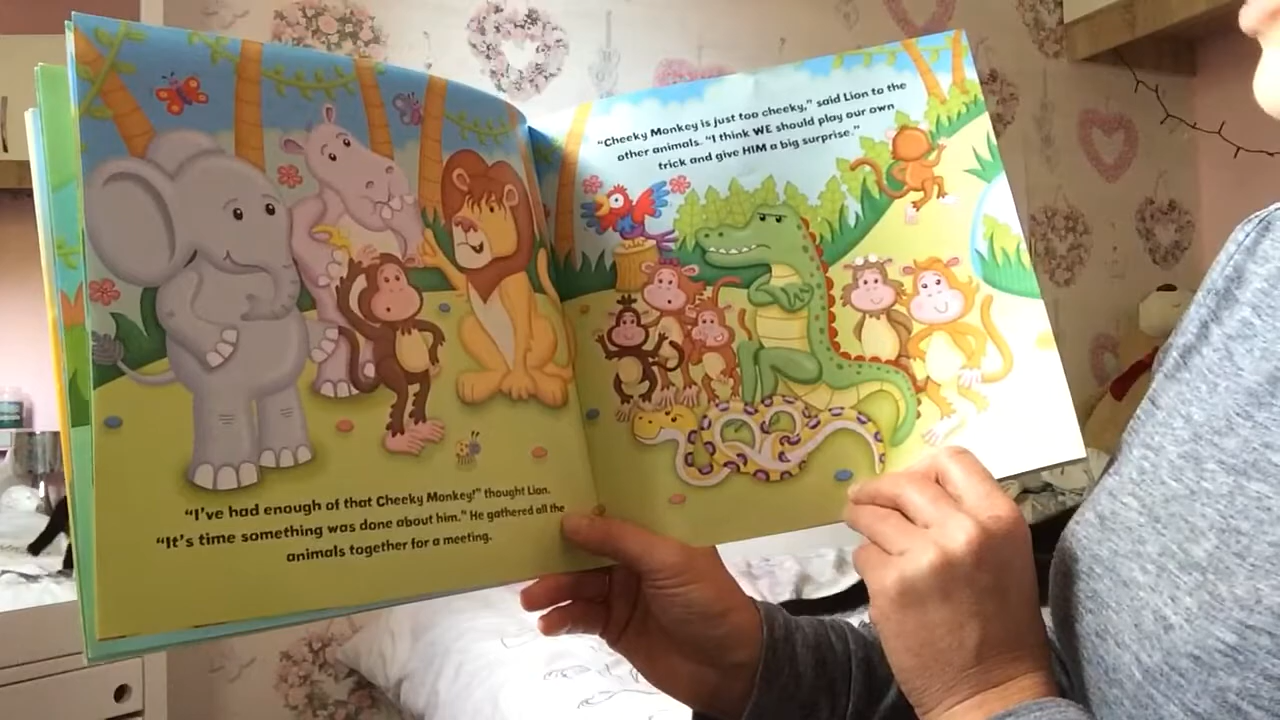 “I’ve had enough of that Cheeky Monkey!” thought Lion.
“It’s time something was done about him.” He gathered all the
animals together for a meeting.
“Cheeky Monkey is just too cheeky,” said Lion to the
other animals. “I think WE should play our own
trick and give HIM a big surprise.”